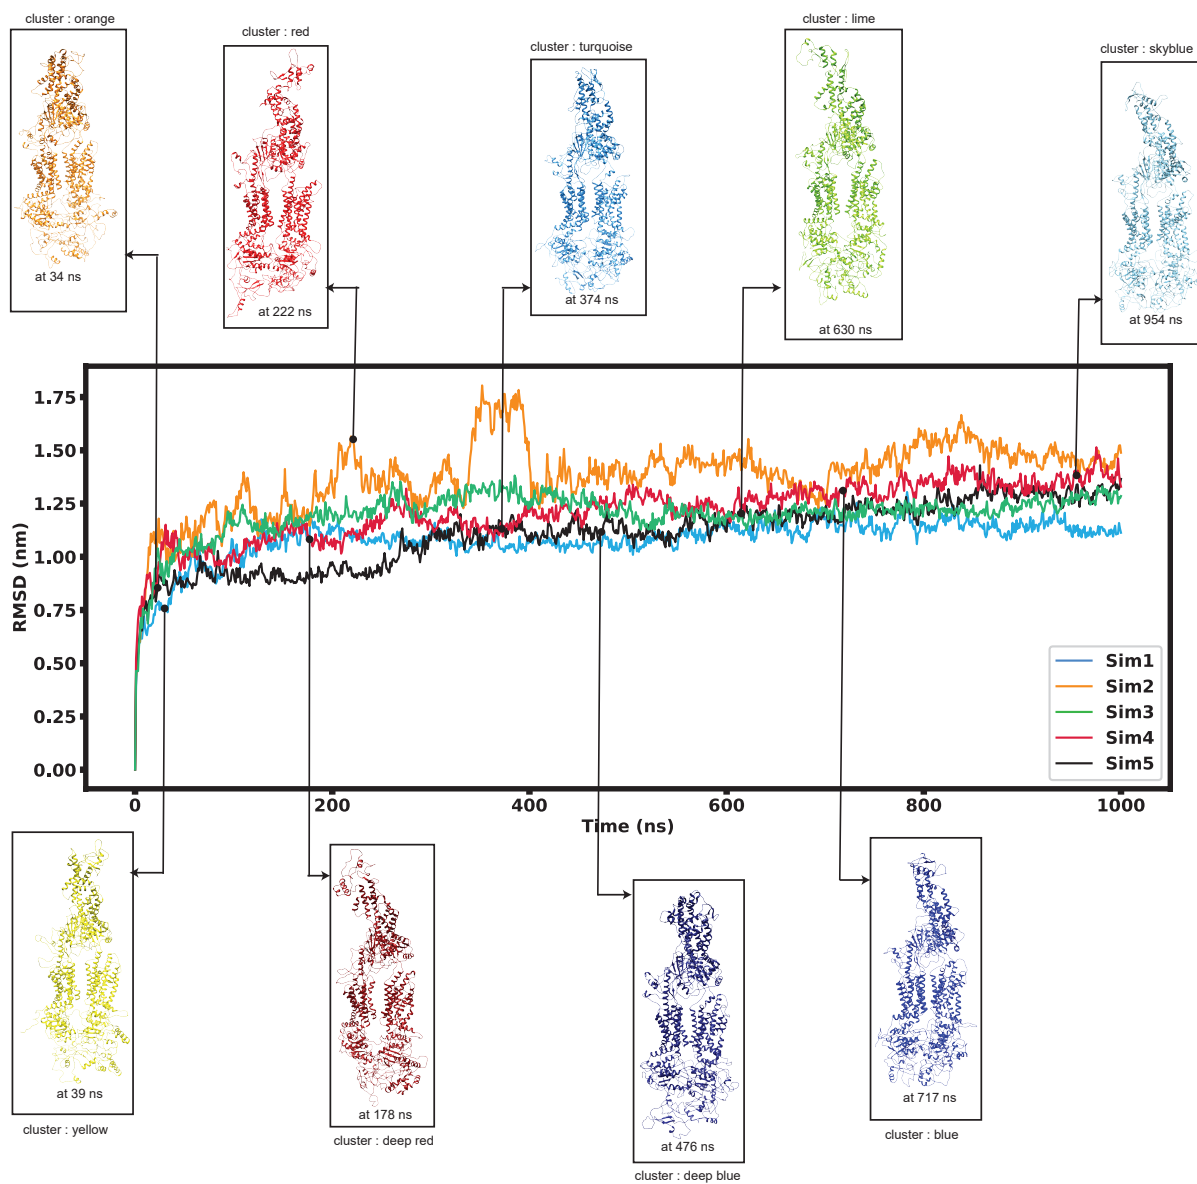 cluster : orange
cluster : red
cluster : turquoise
cluster : lime
cluster : skyblue
at 34 ns
at 222 ns
at 374 ns
at 630 ns
at 954 ns
1.75
1.50
1.25
1.00
0.75
0.50
0.25
0.00
RMSD (nm)
Sim1
Sim2
Sim3
Sim4
Sim5
0
200
400
600
800
1000
Time (ns)
at 39 ns
cluster : yellow
at 178 ns
cluster : deep red
at 476 ns
cluster : deep blue
at 717 ns
cluster : blue